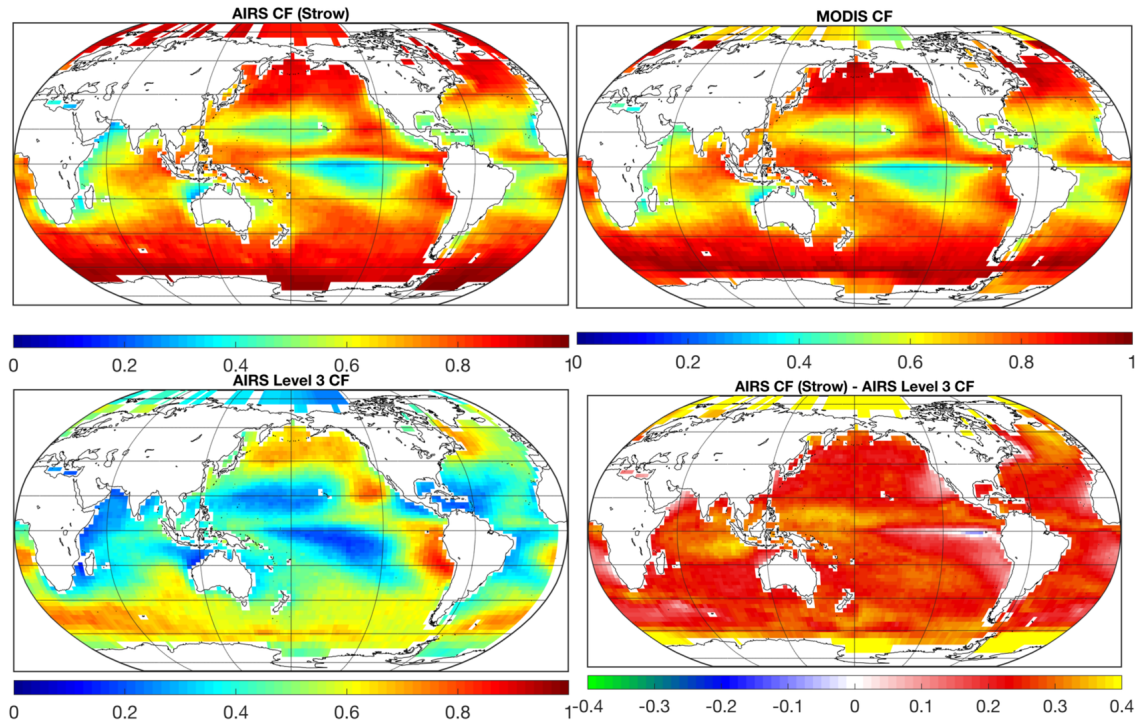 AIRS CF (Strow)
MODIS CF
0 0.2 0.4 0.6 0.8 1
0 0.2 0.4 0.6 0.8 1
AIRS Level 3 CF
AIRS CF (Strow) - AIRS Level 3 CF
0 0.2 0.4 0.6 0.8 1
-0.4 -0.3 -0.2 -0.1 0 0.1 0.2 0.3 0.4